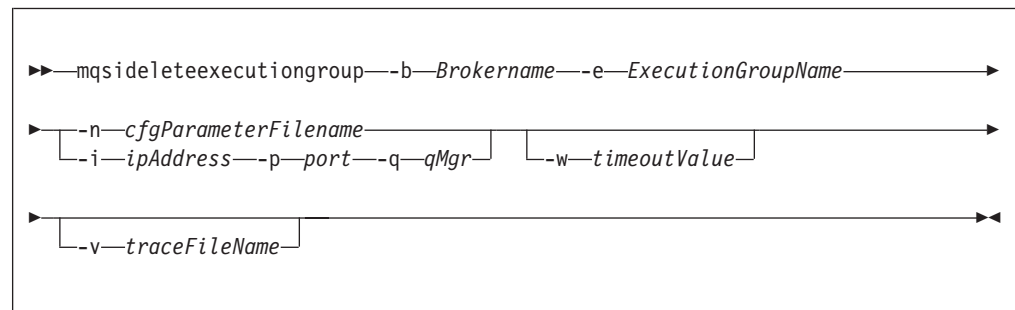 mqsideleteexecutiongroup -b Brokername -e ExecutionGroupName
-n cfgParameterFilename
-i ipAddress -p port -q qMgr
-w timeoutValue
-v traceFileName